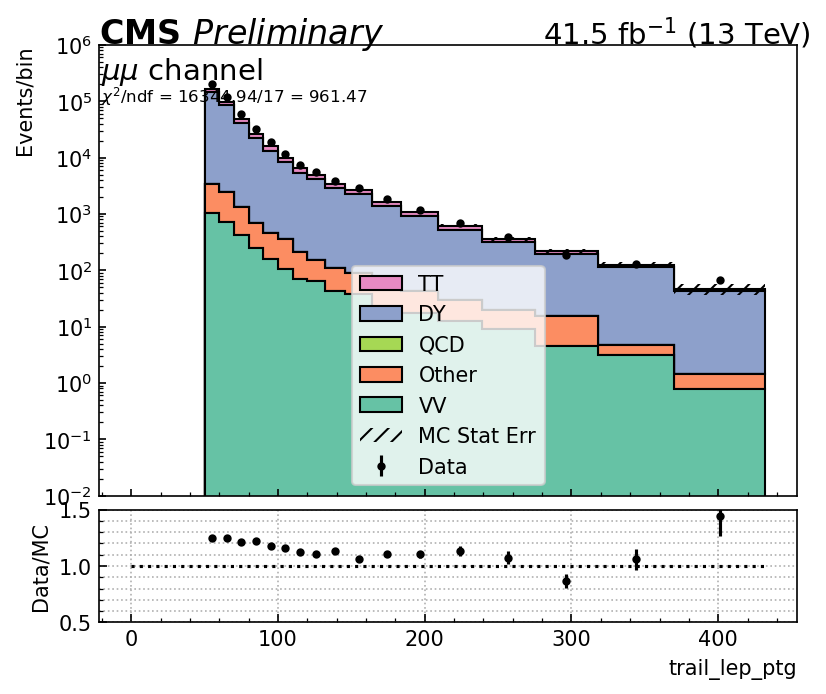 CMS Preliminary 41.5 fb⁻¹ (13 TeV)
μμ channel
χ²/ndf = 16344.94/17 = 961.47
Events/bin
10⁶
10⁵
10⁴
10³
10²
10¹
10⁰
10⁻¹
10⁻²
TT
DY
QCD
Other
VV
MC Stat Err
Data
Data/MC
1.5
1.0
0.5
0 100 200 300 400
trail_lep_ptg